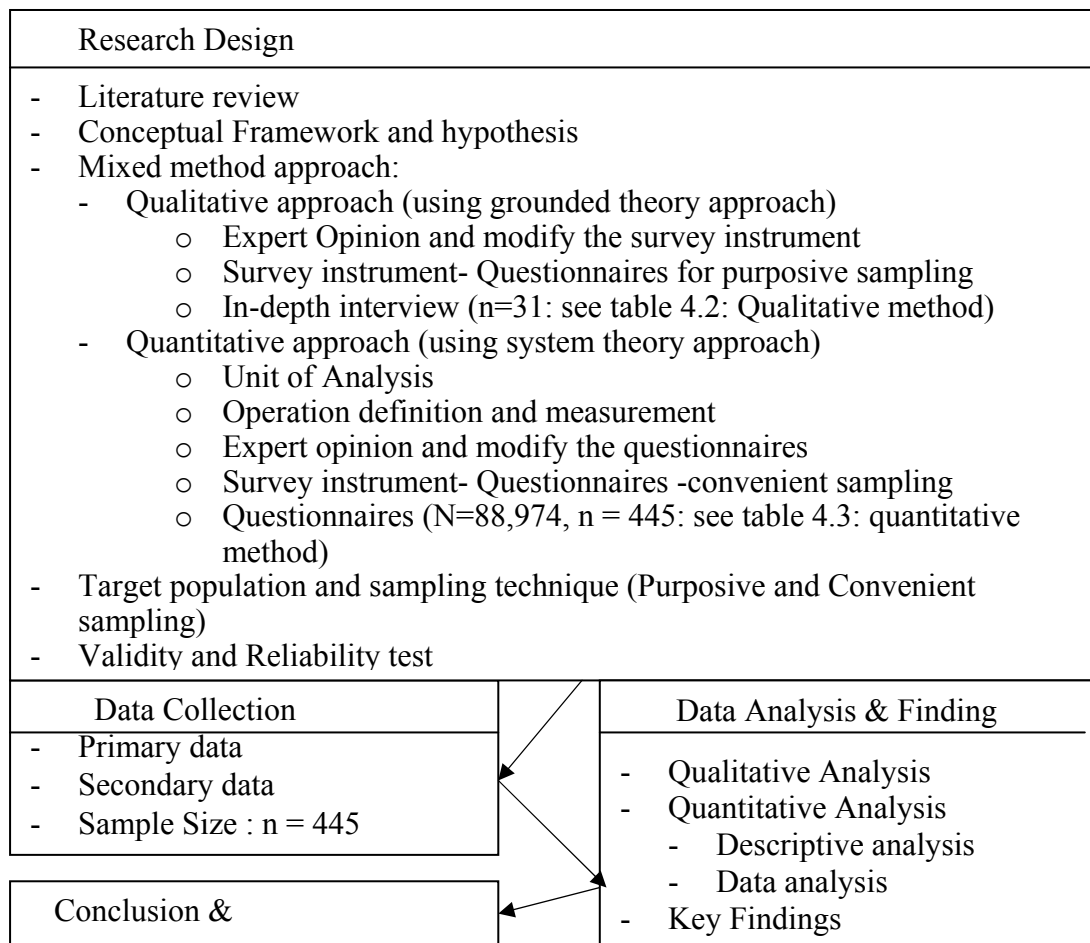 Research Design
- Literature review
- Conceptual Framework and hypothesis
- Mixed method approach:
- Qualitative approach (using grounded theory approach)
o Expert Opinion and modify the survey instrument
o Survey instrument- Questionnaires for purposive sampling
o In-depth interview (n=31: see table 4.2: Qualitative method)
- Quantitative approach (using system theory approach)
o Unit of Analysis
o Operation definition and measurement
o Expert opinion and modify the questionnaires
o Survey instrument- Questionnaires -convenient sampling
o Questionnaires (N=88,974, n = 445: see table 4.3: quantitative
method)
- Target population and sampling technique (Purposive and Convenient
sampling)
- Validity and Reliability test
Data Collection
- Primary data
- Secondary data
- Sample Size : n = 445
Data Analysis & Finding
- Qualitative Analysis
- Quantitative Analysis
- Descriptive analysis
- Data analysis
- Key Findings
Conclusion &